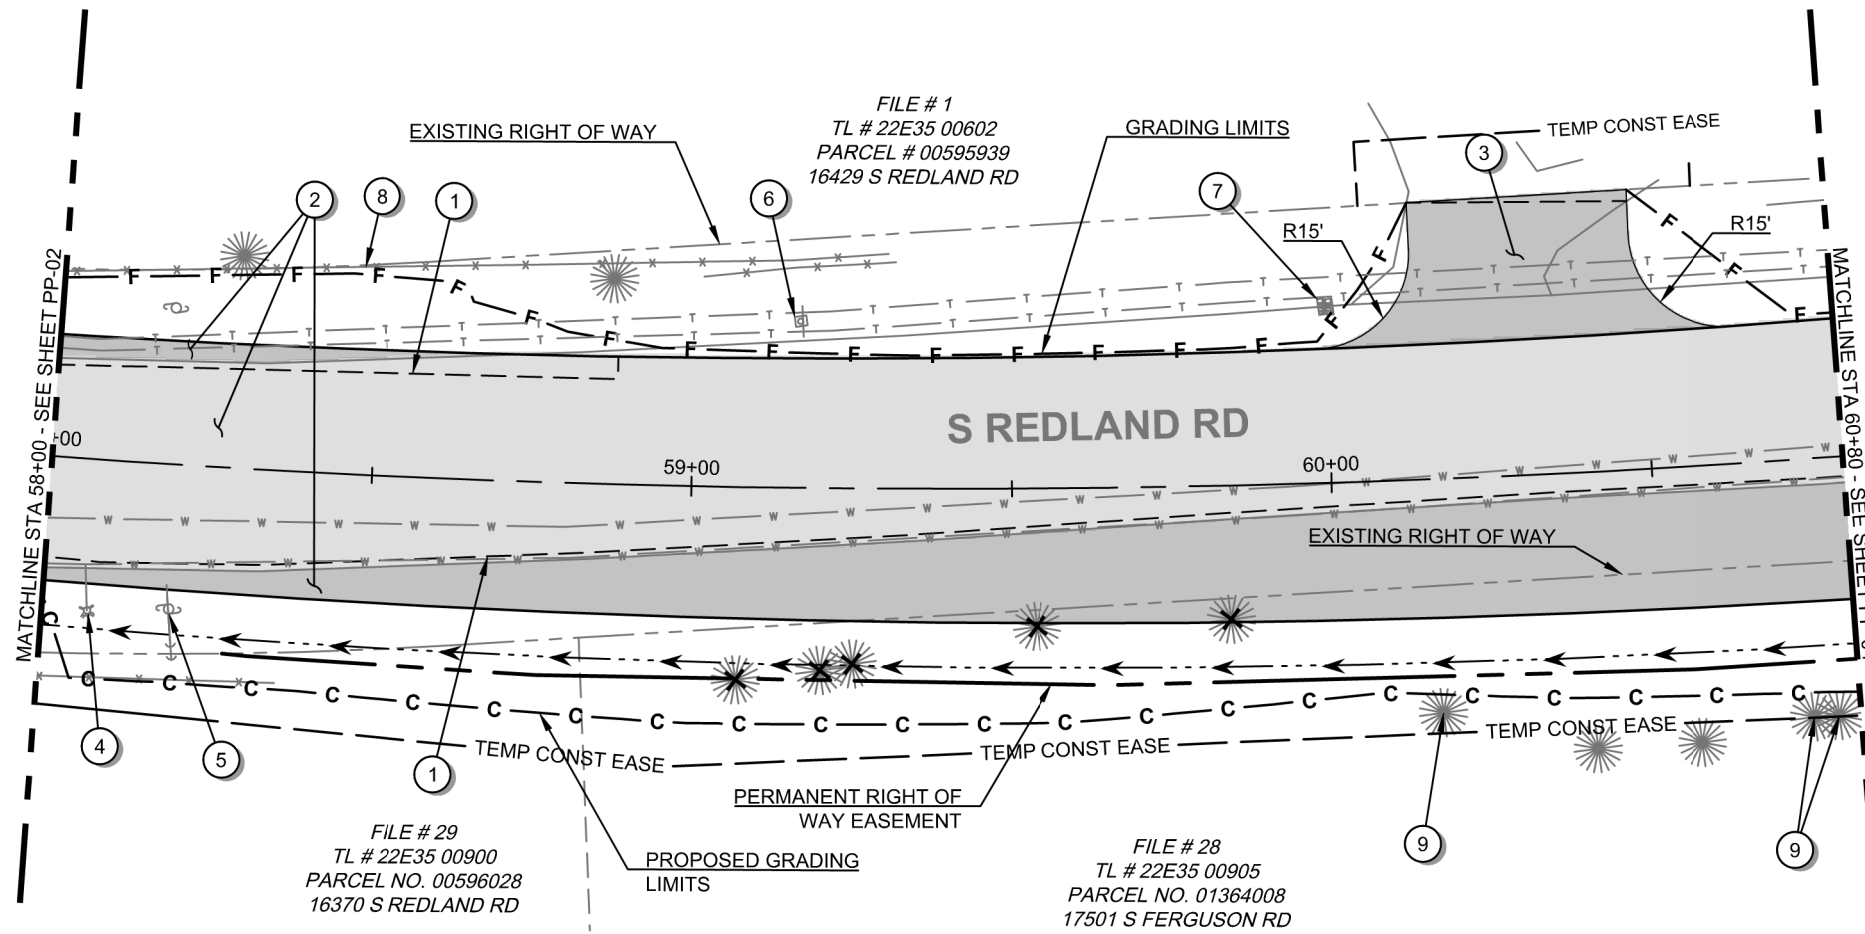 FILE # 1
TL # 22E35 00602
PARCEL # 00595939
16429 S REDLAND RD
EXISTING RIGHT OF WAY
GRADING LIMITS
TEMP CONST EASE
2
8
1
6
7
3
R15'
R15'
F F F F F F F F F F F F F F F F F F F F
T T T T T T T T T T T T
MATCHLINE STA 58+00 - SEE SHEET PP-02
MATCHLINE STA 60+80 - SEE SHEET
S REDLAND RD
+00
59+00
60+00
W W W W W W W W W W W W
EXISTING RIGHT OF WAY
C C C C C C C C C C C C C C C C C C C C C C C
4
5
1
TEMP CONST EASE
TEMP CONST EASE
TEMP CONST EASE
PERMANENT RIGHT OF
WAY EASEMENT
PROPOSED GRADING
LIMITS
9
9
FILE # 29
TL # 22E35 00900
PARCEL NO. 00596028
16370 S REDLAND RD
FILE # 28
TL # 22E35 00905
PARCEL NO. 01364008
17501 S FERGUSON RD